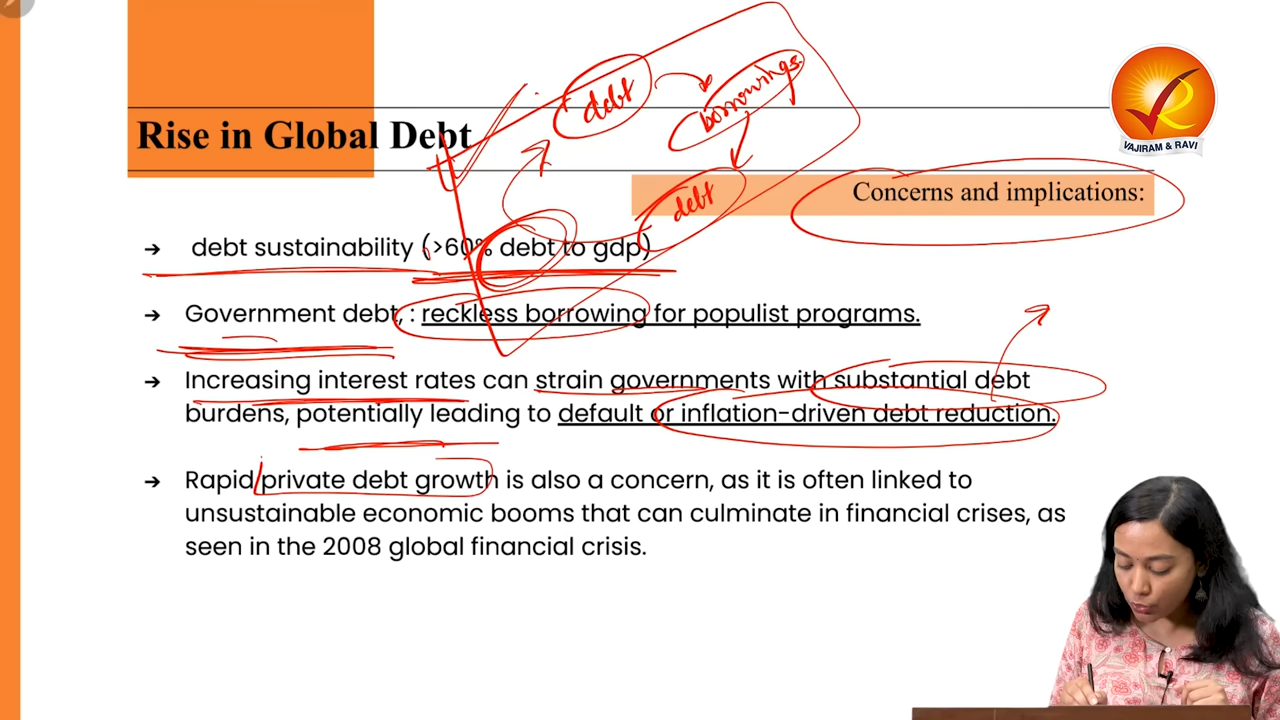 debt
borrowings
debt
VAJIRAM & RAVI
Rise in Global Debt
Concerns and implications:
➔ debt sustainability (>60% debt to gdp)
➔ Government debt, : reckless borrowing for populist programs.
➔ Increasing interest rates can strain governments with substantial debt
burdens, potentially leading to default or inflation-driven debt reduction.
➔ Rapid private debt growth is also a concern, as it is often linked to
unsustainable economic booms that can culminate in financial crises, as
seen in the 2008 global financial crisis.